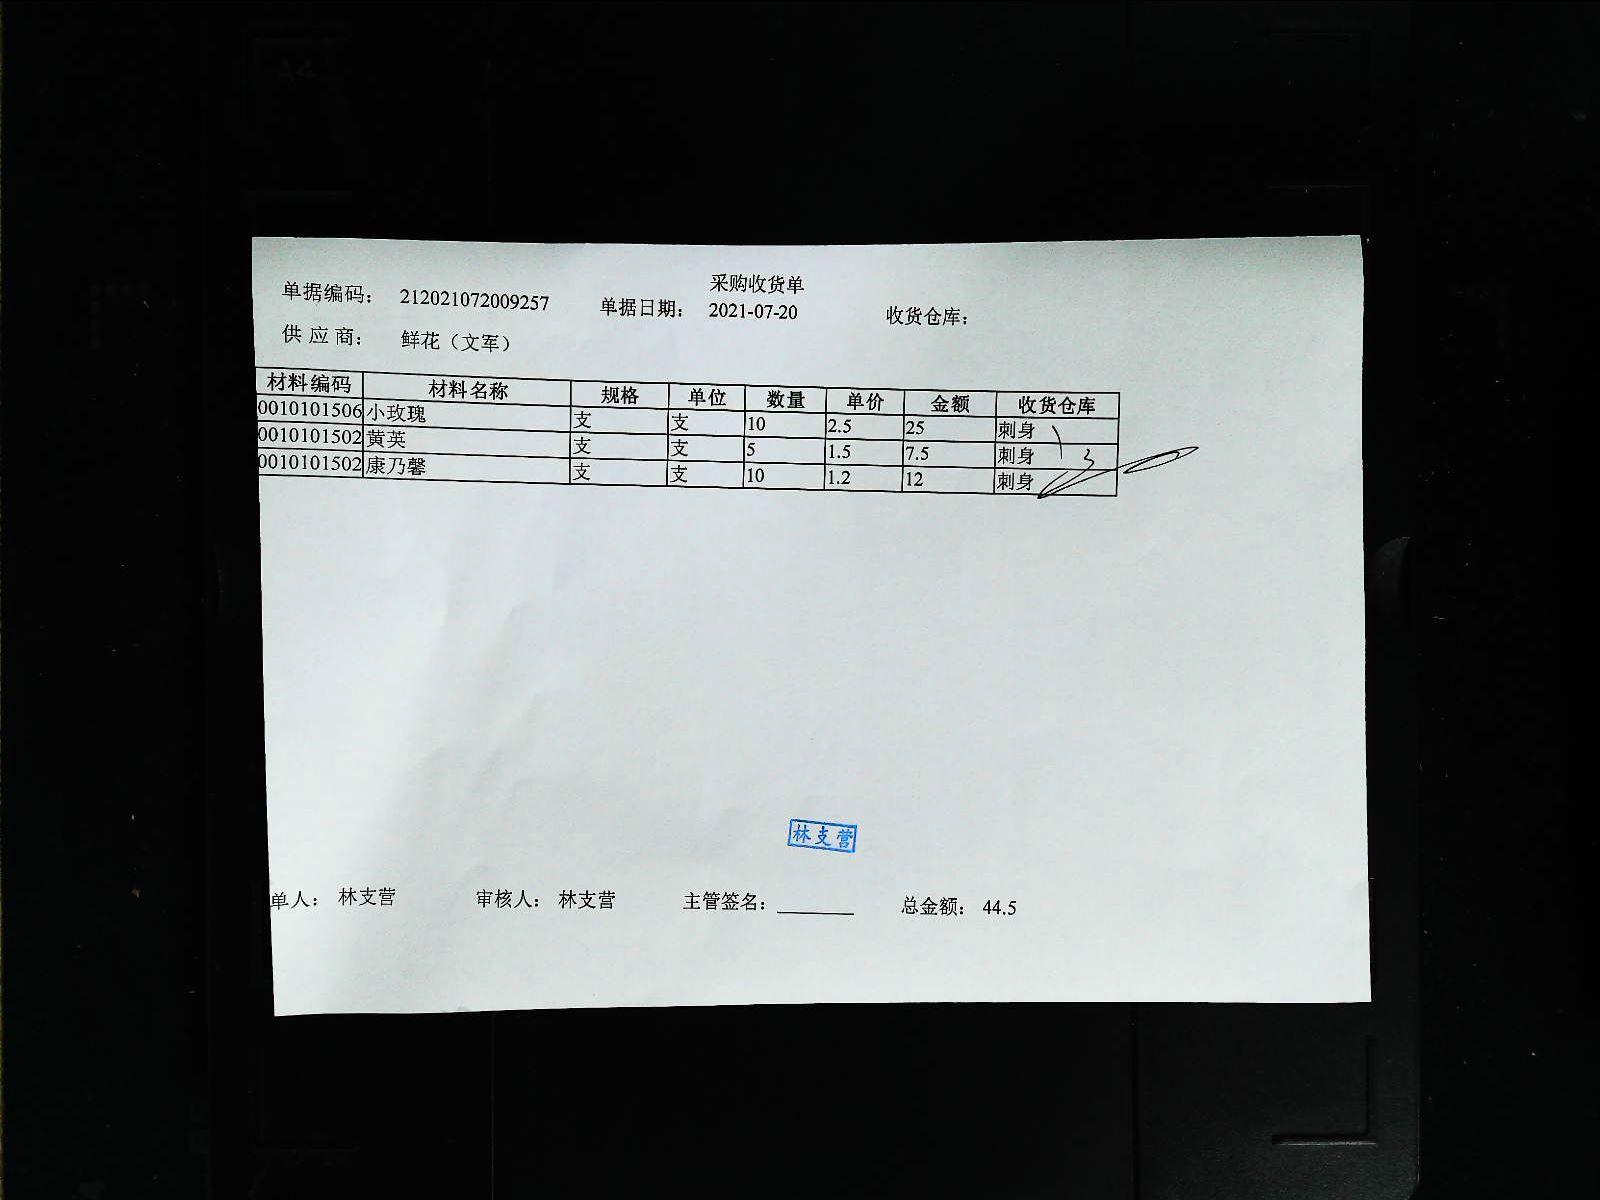 采购收货单
单据编码： 212021072009257 单据日期： 2021-07-20 收货仓库：
供 应 商： 鲜花（文军）
材料编码 材料名称 规格 单位 数量 单价 金额 收货仓库
0010101506 小玫瑰 支 支 10 2.5 25 刺身
0010101502 黄英 支 支 5 1.5 7.5 刺身
0010101502 康乃馨 支 支 10 1.2 12 刺身
林支营
单人： 林支营 审核人： 林支营 主管签名： 总金额： 44.5